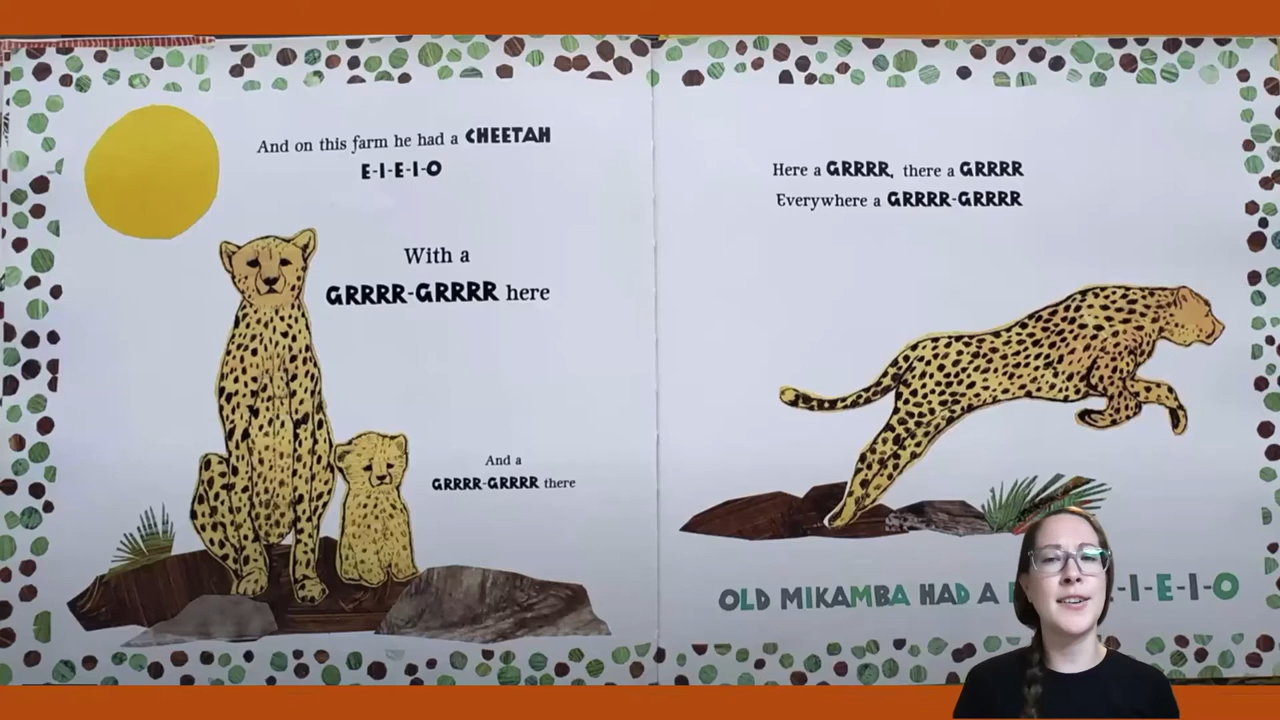 And on this farm he had a CHEETAH
E-I-E-I-O
With a
GRRRR-GRRRR here
And a
GRRRR-GRRRR there
Here a GRRRR, there a GRRRR
Everywhere a GRRRR-GRRRR
OLD MIKAMBA HAD A -I-E-I-O